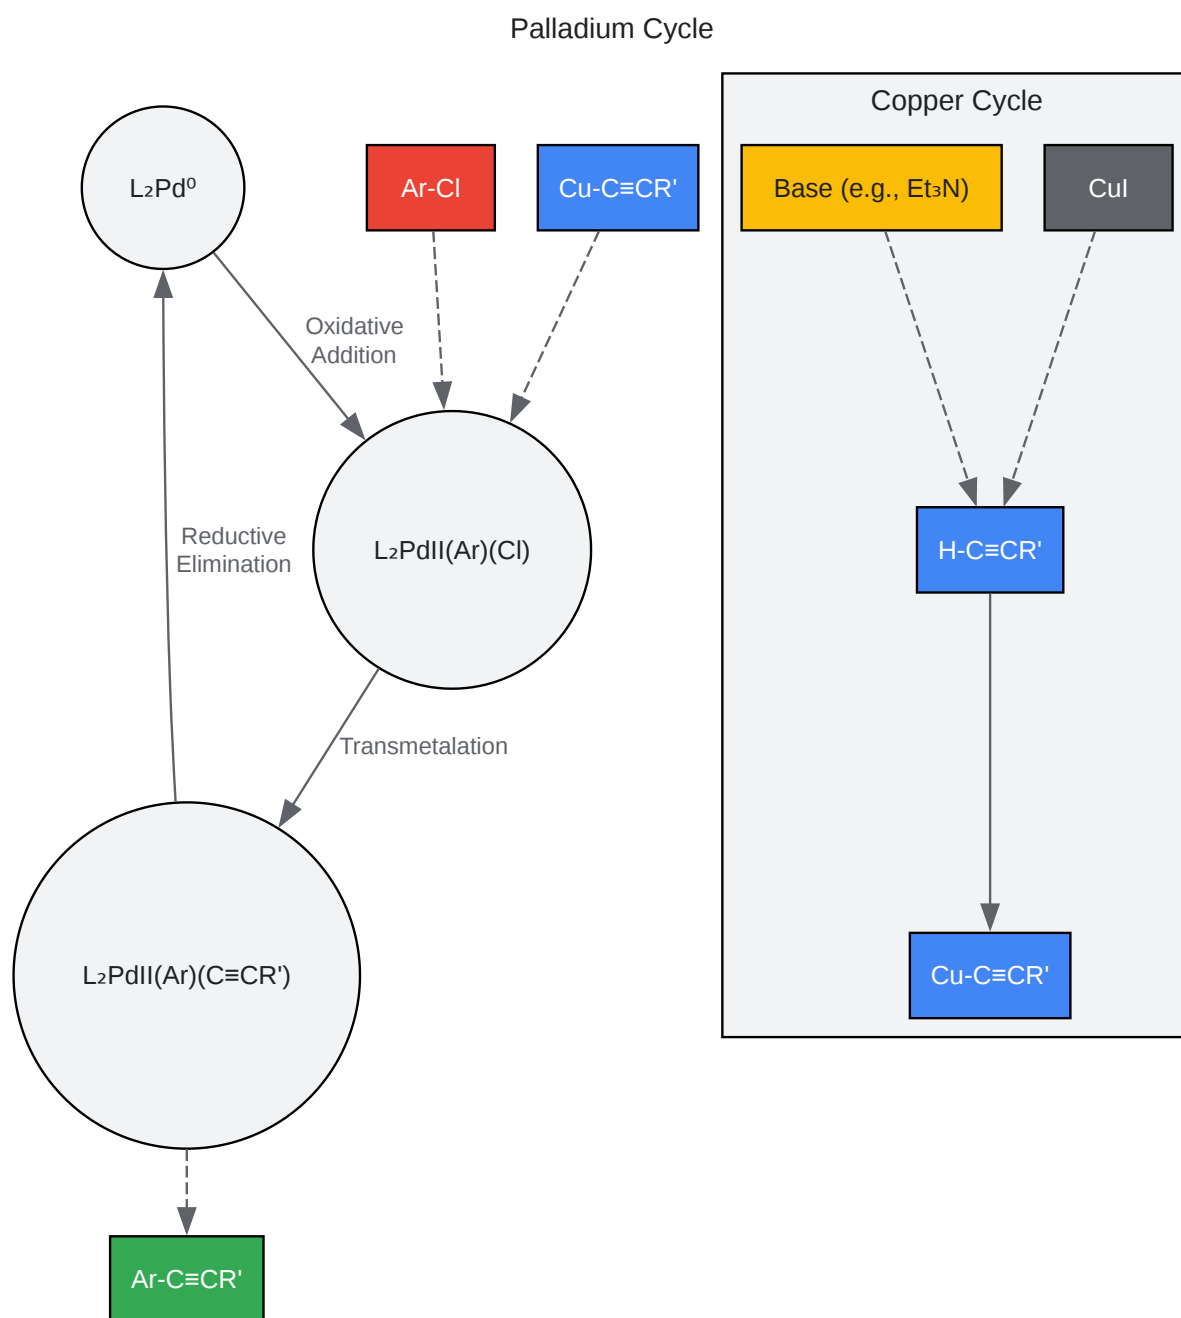 Palladium Cycle
Copper Cycle
L₂Pd⁰
Ar-Cl
Cu-C≡CR'
Base (e.g., Et₃N)
CuI
Oxidative
Addition
Reductive
Elimination
L₂PdII(Ar)(Cl)
H-C≡CR'
Transmetalation
L₂PdII(Ar)(C≡CR')
Cu-C≡CR'
Ar-C≡CR'